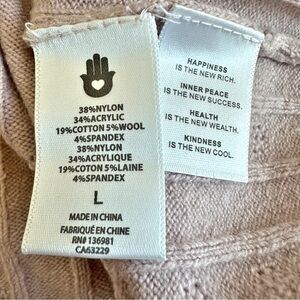 38%NYLON
34%ACRYLIC
19%COTTON 5%WOOL
4%SPANDEX
38%NYLON
34%ACRYLIQUE
19%COTON 5%LAINE
4%SPANDEX
L
MADE IN CHINA
FABRIQUÉ EN CHINE
RN# 136981
CA63229
HAPPINESS
IS THE NEW RICH.
INNER PEACE
IS THE NEW SUCCESS.
HEALTH
IS THE NEW WEALTH.
KINDNESS
IS THE NEW COOL.